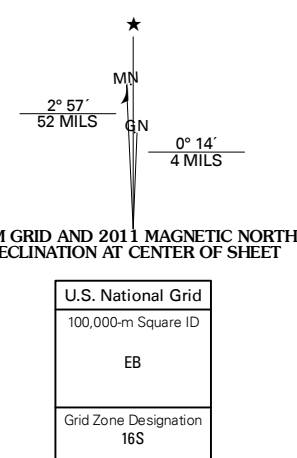 MN
2° 57´
52 MILS
GN
0° 14´
4 MILS
M GRID AND 2011 MAGNETIC NORTH
ECLINATION AT CENTER OF SHEET
U.S. National Grid
100,000-m Square ID
EB
Grid Zone Designation
16S